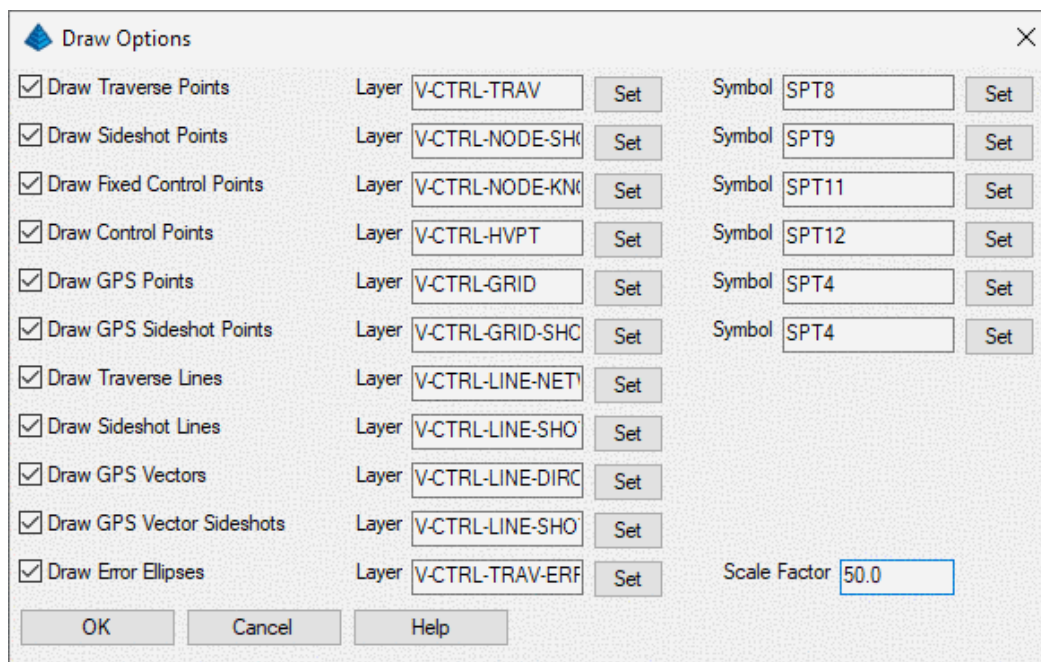 Draw Options
Draw Traverse Points Layer V-CTRL-TRAV Set Symbol SPT8 Set
Draw Sideshot Points Layer V-CTRL-NODE-SH Set Symbol SPT9 Set
Draw Fixed Control Points Layer V-CTRL-NODE-KN Set Symbol SPT11 Set
Draw Control Points Layer V-CTRL-HVPT Set Symbol SPT12 Set
Draw GPS Points Layer V-CTRL-GRID Set Symbol SPT4 Set
Draw GPS Sideshot Points Layer V-CTRL-GRID-SHO Set Symbol SPT4 Set
Draw Traverse Lines Layer V-CTRL-LINE-NET Set
Draw Sideshot Lines Layer V-CTRL-LINE-SHO Set
Draw GPS Vectors Layer V-CTRL-LINE-DIRC Set
Draw GPS Vector Sideshots Layer V-CTRL-LINE-SHO Set
Draw Error Ellipses Layer V-CTRL-TRAV-ERR Set Scale Factor 50.0
OK Cancel Help